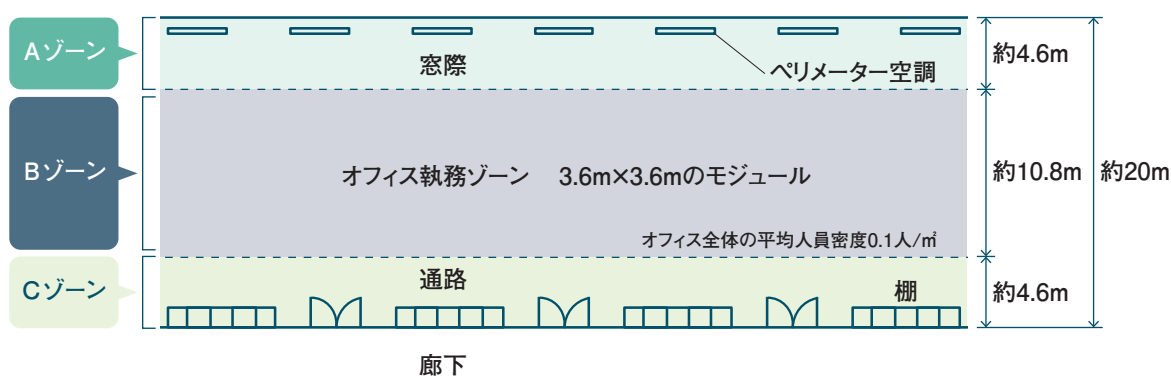 Aゾーン
窓際
ペリメーター空調
約4.6m
Bゾーン
オフィス執務ゾーン 3.6m×3.6mのモジュール
約10.8m
約20m
オフィス全体の平均人員密度0.1人/㎡
Cゾーン
通路
棚
約4.6m
廊下